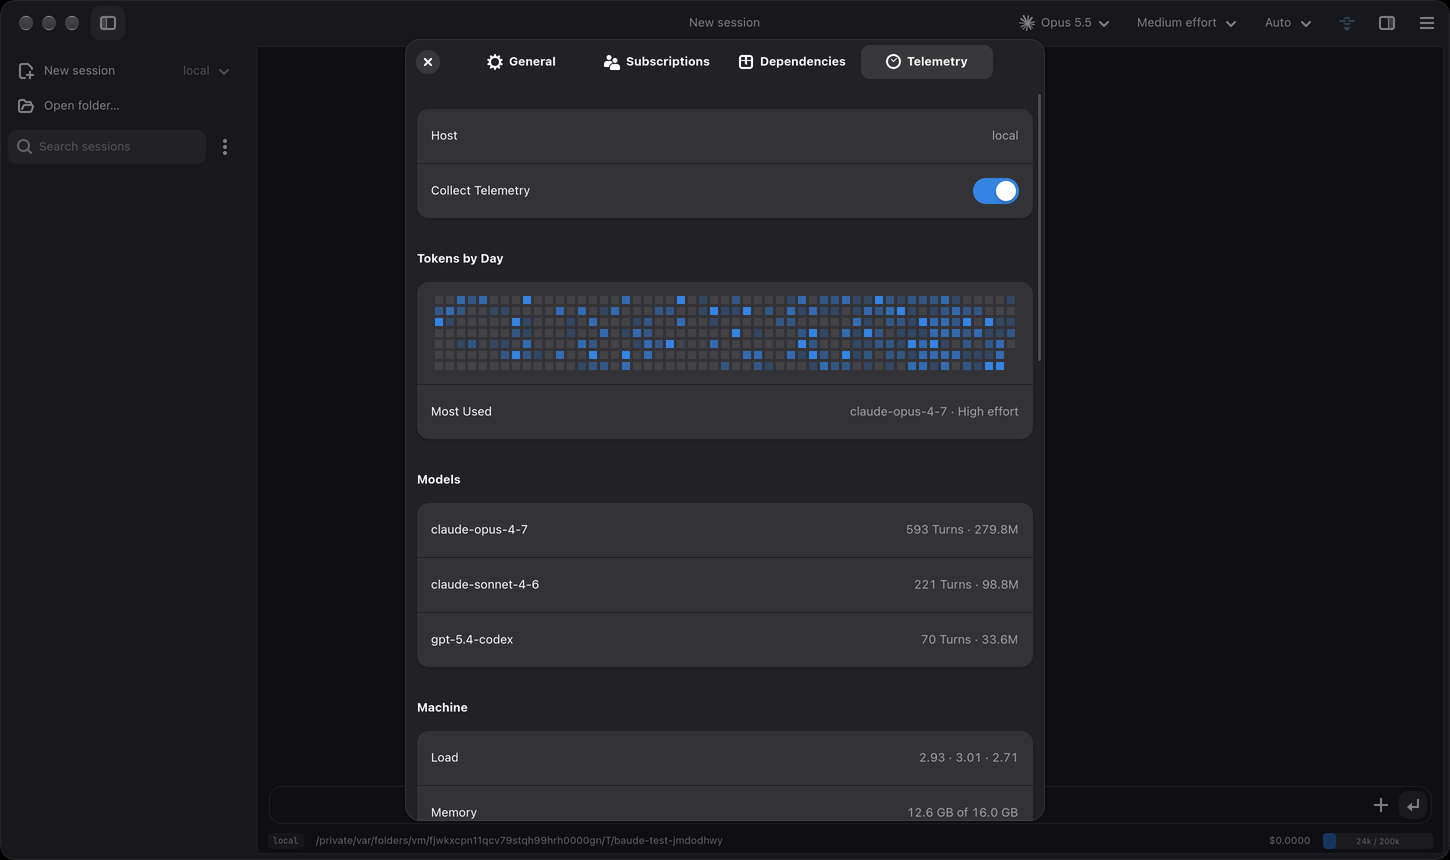 New session
Opus 5.5
Medium effort
Auto
New session
local
Open folder...
Search sessions
General
Subscriptions
Dependencies
Telemetry
Host
local
Collect Telemetry
Tokens by Day
Most Used
claude-opus-4-7 · High effort
Models
claude-opus-4-7
593 Turns · 279.8M
claude-sonnet-4-6
221 Turns · 98.8M
gpt-5.4-codex
70 Turns · 33.6M
Machine
Load
2.93 · 3.01 · 2.71
Memory
12.6 GB of 16.0 GB
local
/private/var/folders/vm/fjwkxcpn11qcv79stqh99hrh0000gn/T/baude-test-jmdodhwy
$0.0000
24k / 200k